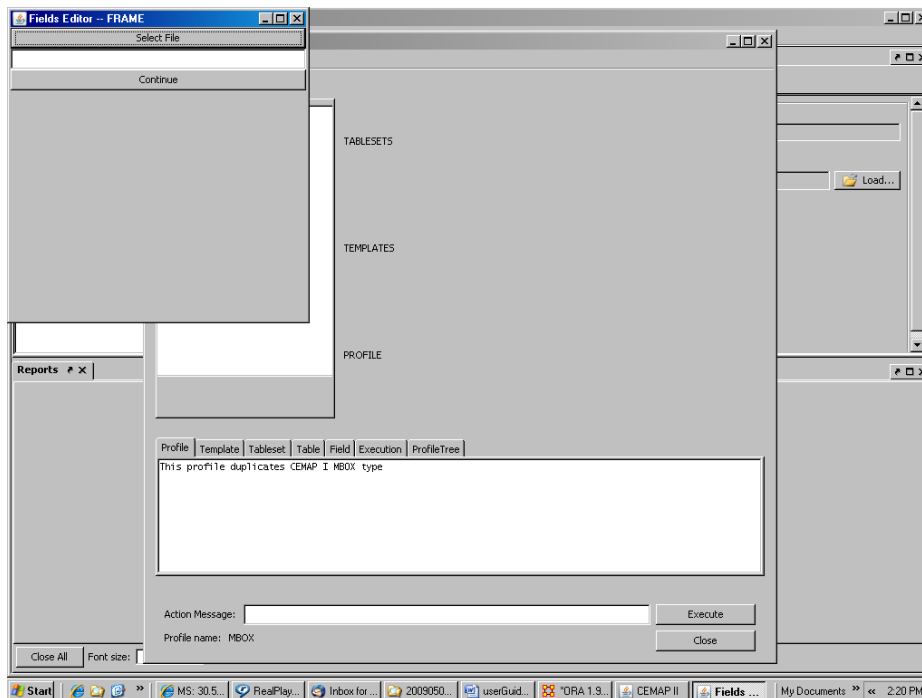 Fields Editor -- FRAME
Select File
Continue
TABLESETS
Load...
TEMPLATES
PROFILE
Reports
Profile Template Tableset Table Field Execution ProfileTree
This profile duplicates CEMAP I MBOX type
Action Message: Execute
Profile name: MBOX Close
Close All Font size:
Start » MS: 30.5... RealPlay... Inbox for ... 2009050... userGuid... *ORA 1.9... CEMAP II Fields ... My Documents » « 2:20 PM